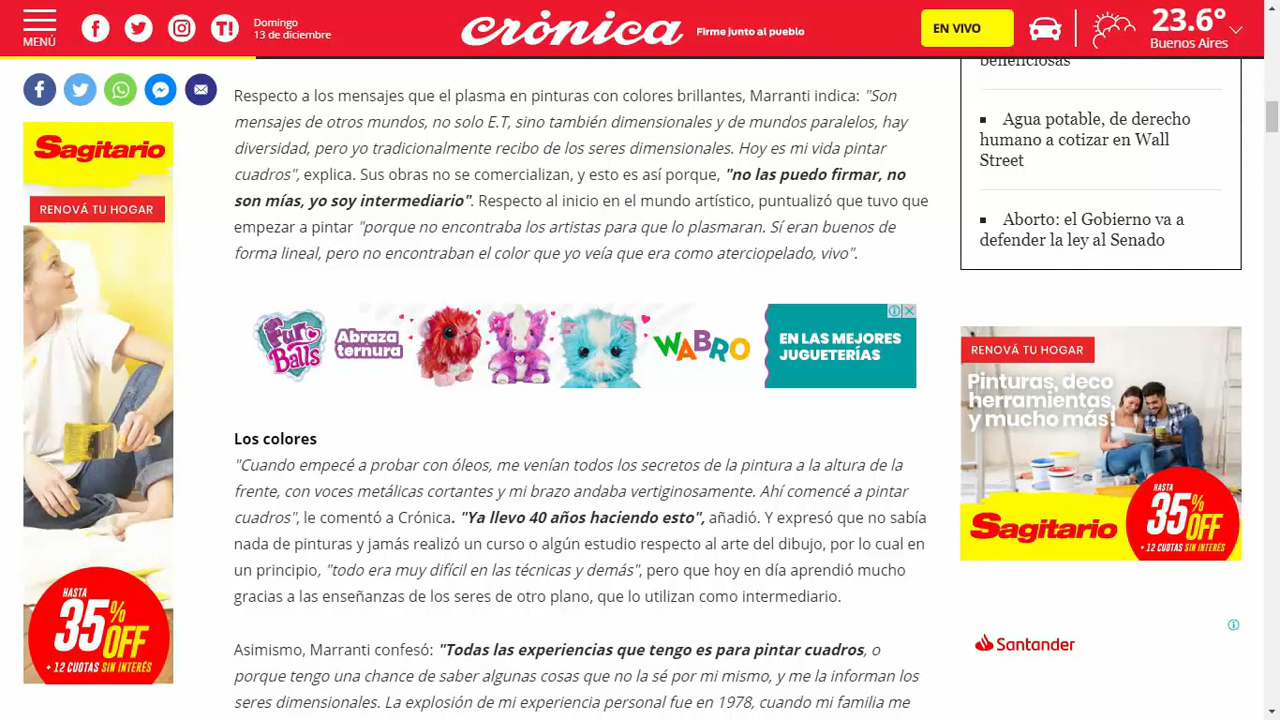 MENÚ
Domingo
13 de diciembre
crónica
Firme junto al pueblo
EN VIVO
23.6°
Buenos Aires
Sagitario
RENOVÁ TU HOGAR
HASTA
35% OFF
+ 12 CUOTAS SIN INTERÉS
Respecto a los mensajes que el plasma en pinturas con colores brillantes, Marranti indica: "Son
mensajes de otros mundos, no solo E.T, sino también dimensionales y de mundos paralelos, hay
diversidad, pero yo tradicionalmente recibo de los seres dimensionales. Hoy es mi vida pintar
cuadros", explica. Sus obras no se comercializan, y esto es así porque, "no las puedo firmar, no
son mías, yo soy intermediario". Respecto al inicio en el mundo artístico, puntualizó que tuvo que
empezar a pintar "porque no encontraba los artistas para que lo plasmaran. Sí eran buenos de
forma lineal, pero no encontraban el color que yo veía que era como aterciopelado, vivo".
Fur Balls
Abraza
ternura
WABRO
EN LAS MEJORES
JUGUETERÍAS
Los colores
"Cuando empecé a probar con óleos, me venían todos los secretos de la pintura a la altura de la
frente, con voces metálicas cortantes y mi brazo andaba vertiginosamente. Ahí comencé a pintar
cuadros", le comentó a Crónica. "Ya llevo 40 años haciendo esto", añadió. Y expresó que no sabía
nada de pinturas y jamás realizó un curso o algún estudio respecto al arte del dibujo, por lo cual en
un principio, "todo era muy difícil en las técnicas y demás", pero que hoy en día aprendió mucho
gracias a las enseñanzas de los seres de otro plano, que lo utilizan como intermediario.
Asimismo, Marranti confesó: "Todas las experiencias que tengo es para pintar cuadros, o
porque tengo una chance de saber algunas cosas que no la sé por mi mismo, y me la informan los
seres dimensionales. La explosión de mi experiencia personal fue en 1978, cuando mi familia me
beneficiosas
Agua potable, de derecho
humano a cotizar en Wall
Street
Aborto: el Gobierno va a
defender la ley al Senado
RENOVÁ TU HOGAR
Pinturas, deco
herramientas,
y mucho más!
Sagitario
HASTA
35% OFF
+ 12 CUOTAS SIN INTERÉS
Santander